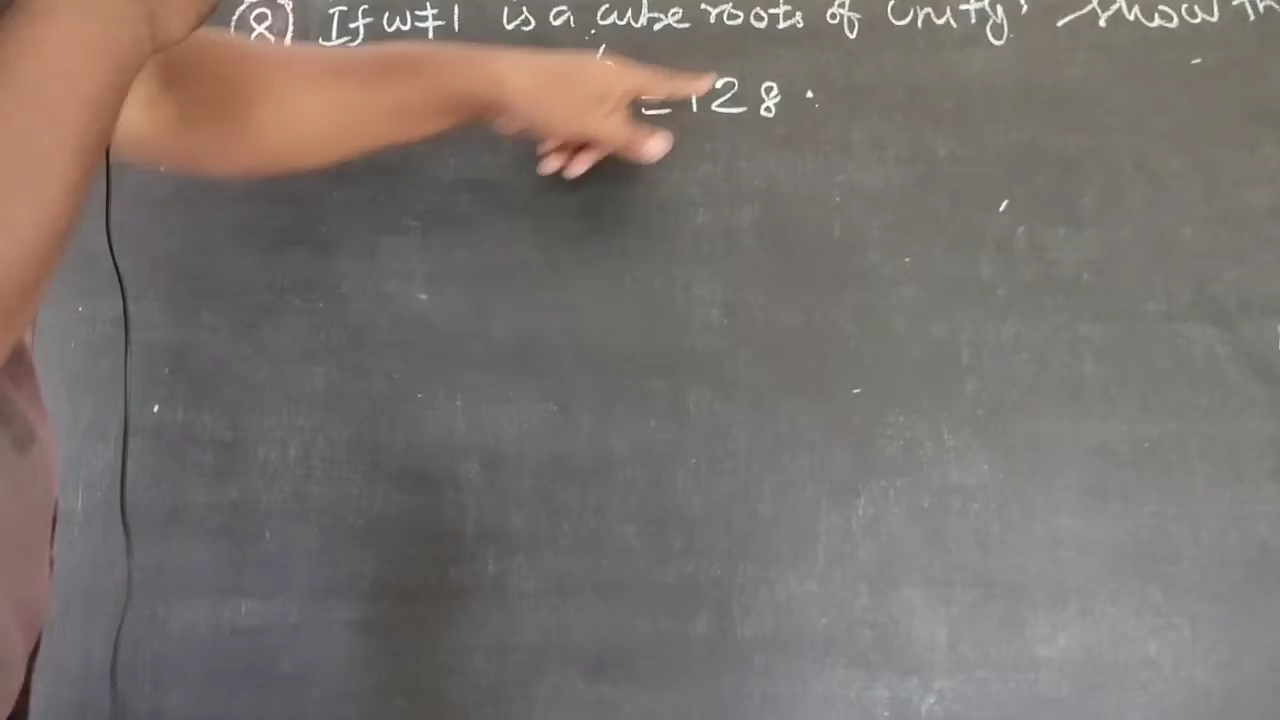 (8) If ω≠1 is a cube roots of unity, show th
=128.